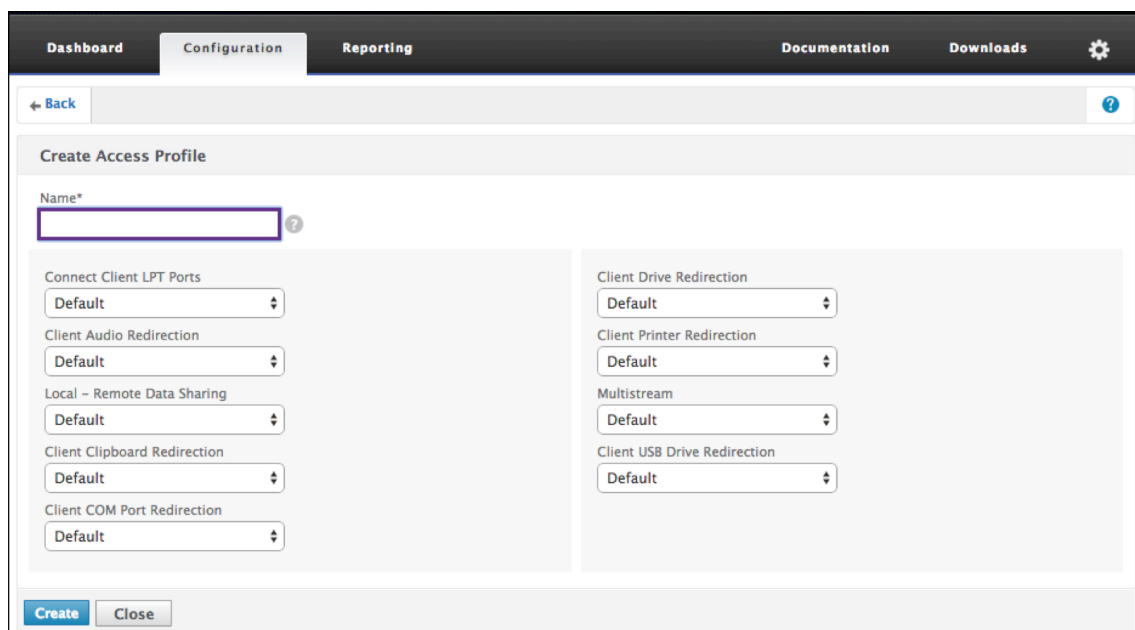 Dashboard Configuration Reporting Documentation Downloads
Back
?
Create Access Profile
Name*
?
Connect Client LPT Ports
Default
Client Audio Redirection
Default
Local – Remote Data Sharing
Default
Client Clipboard Redirection
Default
Client COM Port Redirection
Default
Client Drive Redirection
Default
Client Printer Redirection
Default
Multistream
Default
Client USB Drive Redirection
Default
Create Close